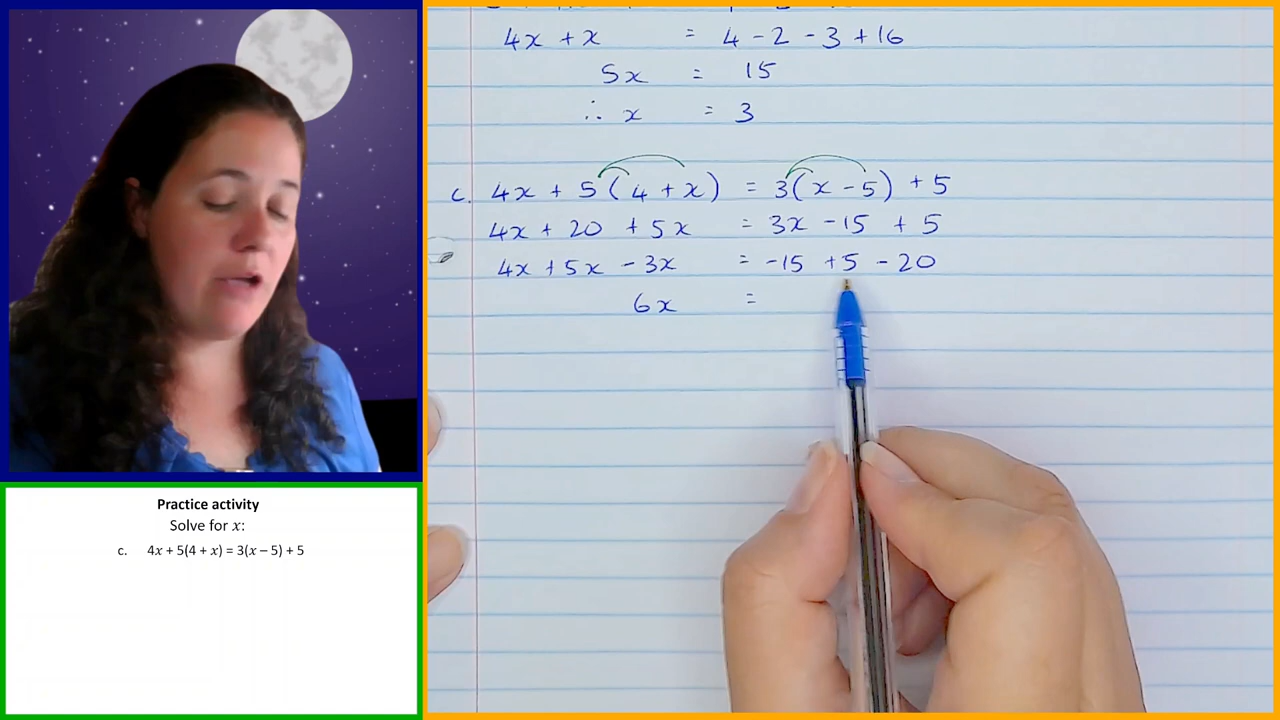 4x + x = 4 - 2 - 3 + 16
5x = 15
∴ x = 3
c. 4x + 5(4 + x) = 3(x - 5) + 5
4x + 20 + 5x = 3x - 15 + 5
4x + 5x - 3x = -15 + 5 - 20
6x =
Practice activity
Solve for x:
c. 4x + 5(4 + x) = 3(x – 5) + 5